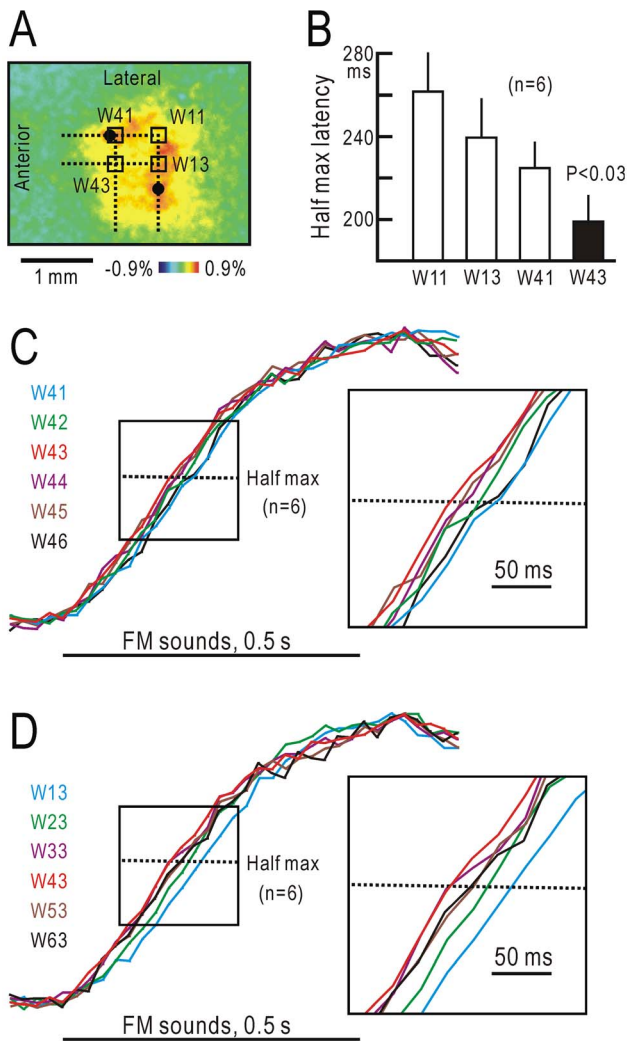 A
Lateral
Anterior
W41
W11
W43
W13
1 mm
-0.9%
0.9%
B
Half max latency
280
ms
240
200
(n=6)
P<0.03
W11
W13
W41
W43
C
W41
W42
W43
W44
W45
W46
Half max
(n=6)
50 ms
FM sounds, 0.5 s
D
W13
W23
W33
W43
W53
W63
Half max
(n=6)
50 ms
FM sounds, 0.5 s